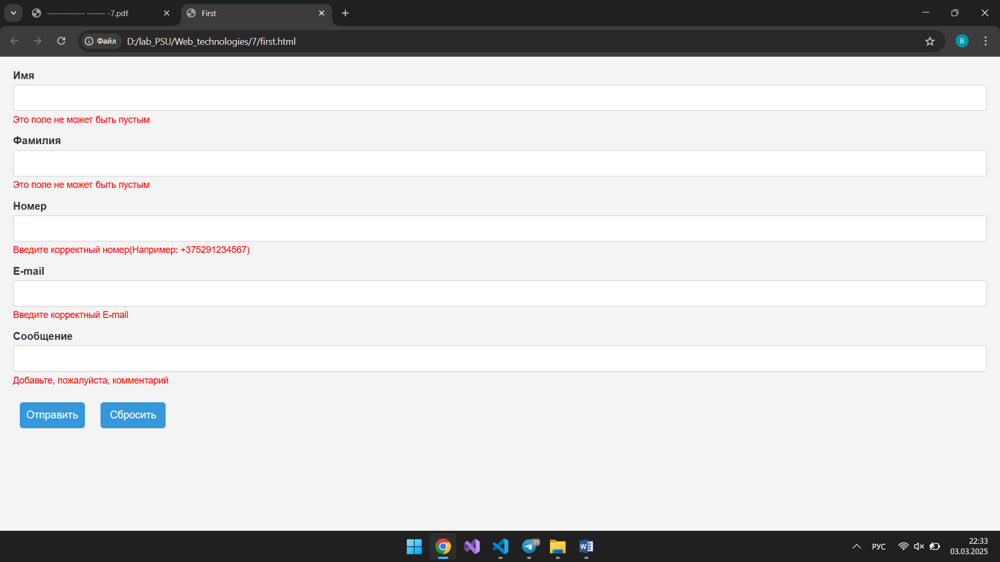 ------------ ------ -7.pdf
First
Файл D:/lab_PSU/Web_technologies/7/first.html
B
Имя
Это поле не может быть пустым
Фамилия
Это поле не может быть пустым
Номер
Введите корректный номер(Например: +375291234567)
E-mail
Введите корректный E-mail
Сообщение
Добавьте, пожалуйста, комментарий
Отправить Сбросить
..91
W
РУС
22:33
03.03.2025